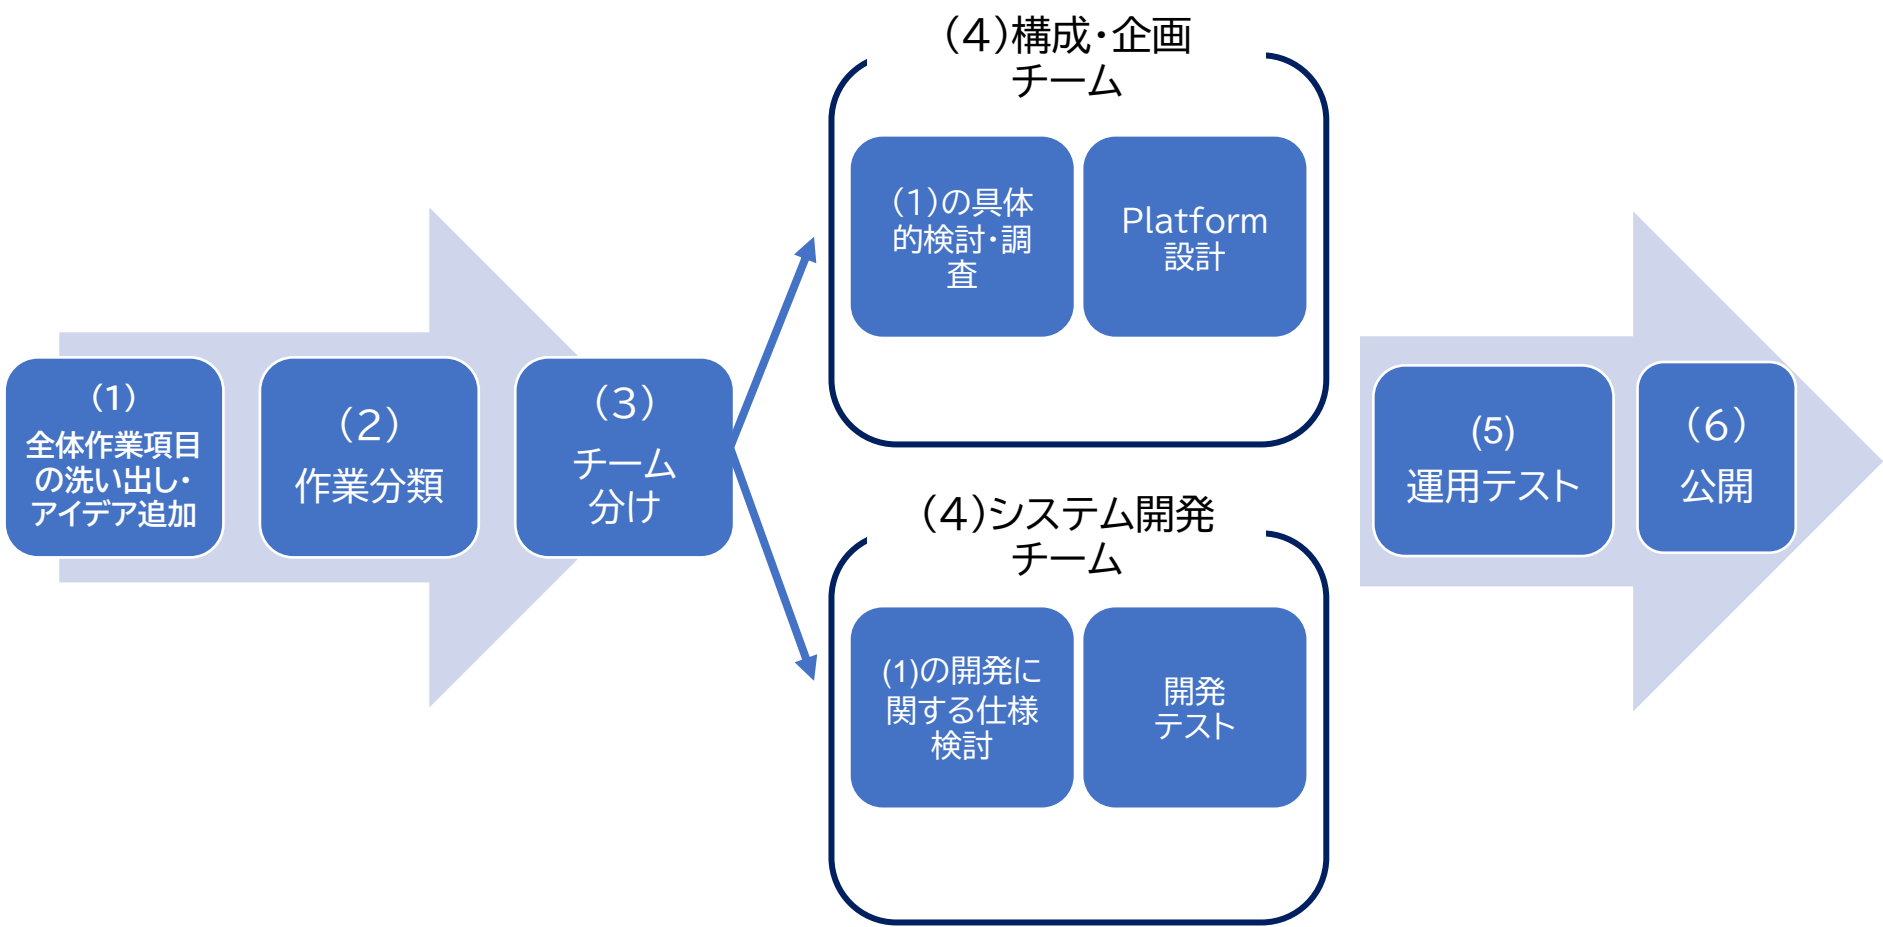 (1)
全体作業項目
の洗い出し・
アイデア追加
(2)
作業分類
(3)
チーム
分け
(4)構成・企画
チーム
(1)の具体
的検討・調
査
Platform
設計
(4)システム開発
チーム
(1)の開発に
関する仕様
検討
開発
テスト
(5)
運用テスト
(6)
公開